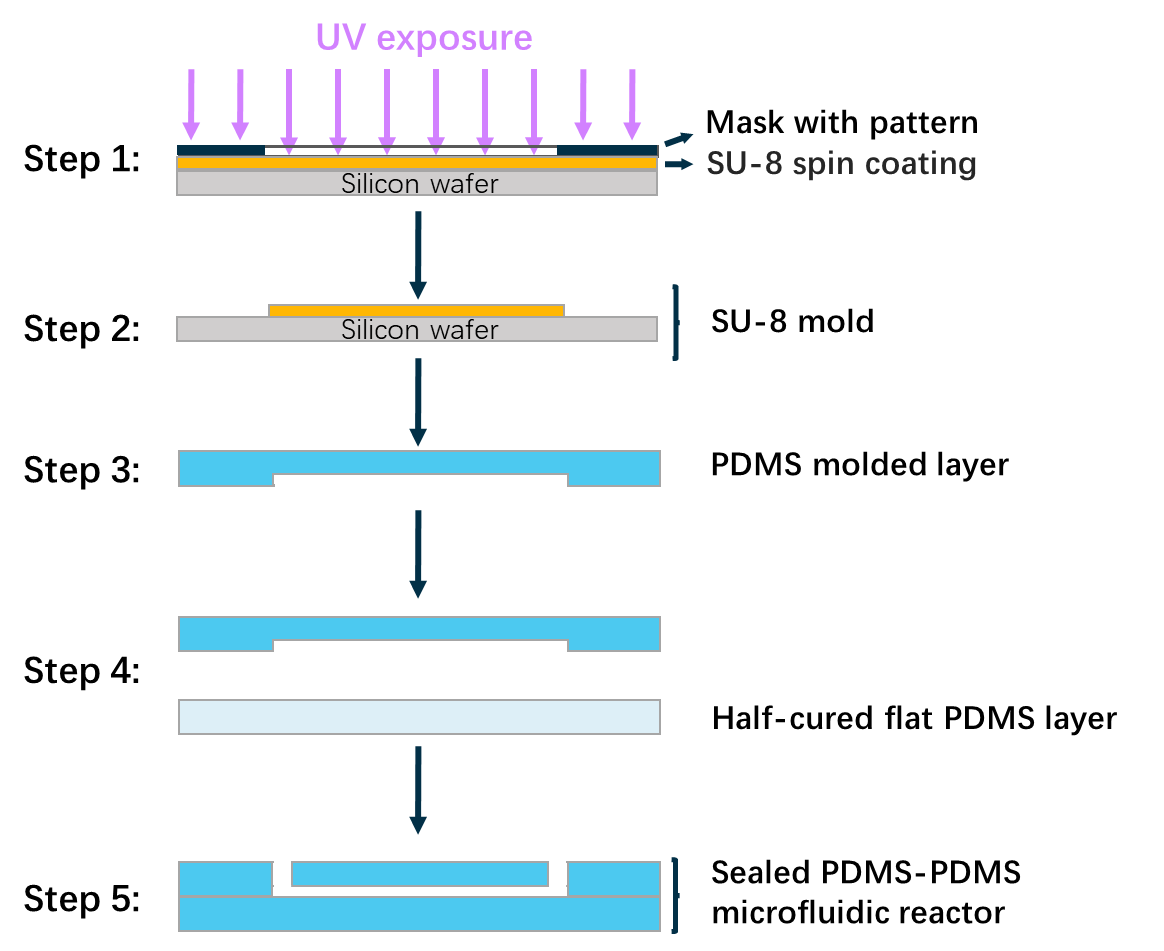 UV exposure
Step 1:
Mask with pattern
SU-8 spin coating
Silicon wafer
Step 2:
Silicon wafer
SU-8 mold
Step 3:
PDMS molded layer
Step 4:
Half-cured flat PDMS layer
Step 5:
Sealed PDMS-PDMS
microfluidic reactor